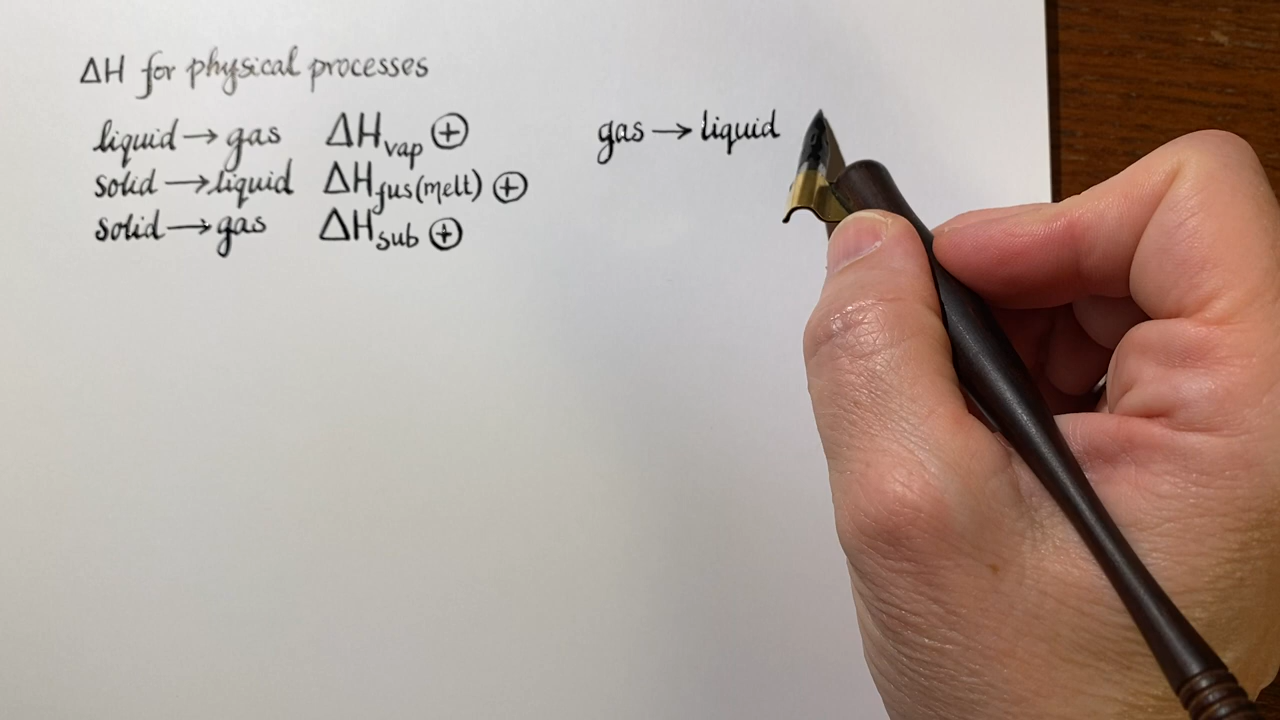 ΔH for physical processes
liquid → gas ΔHvap ⊕
solid → liquid ΔHfus(melt) ⊕
solid → gas ΔHsub ⊕
gas → liquid